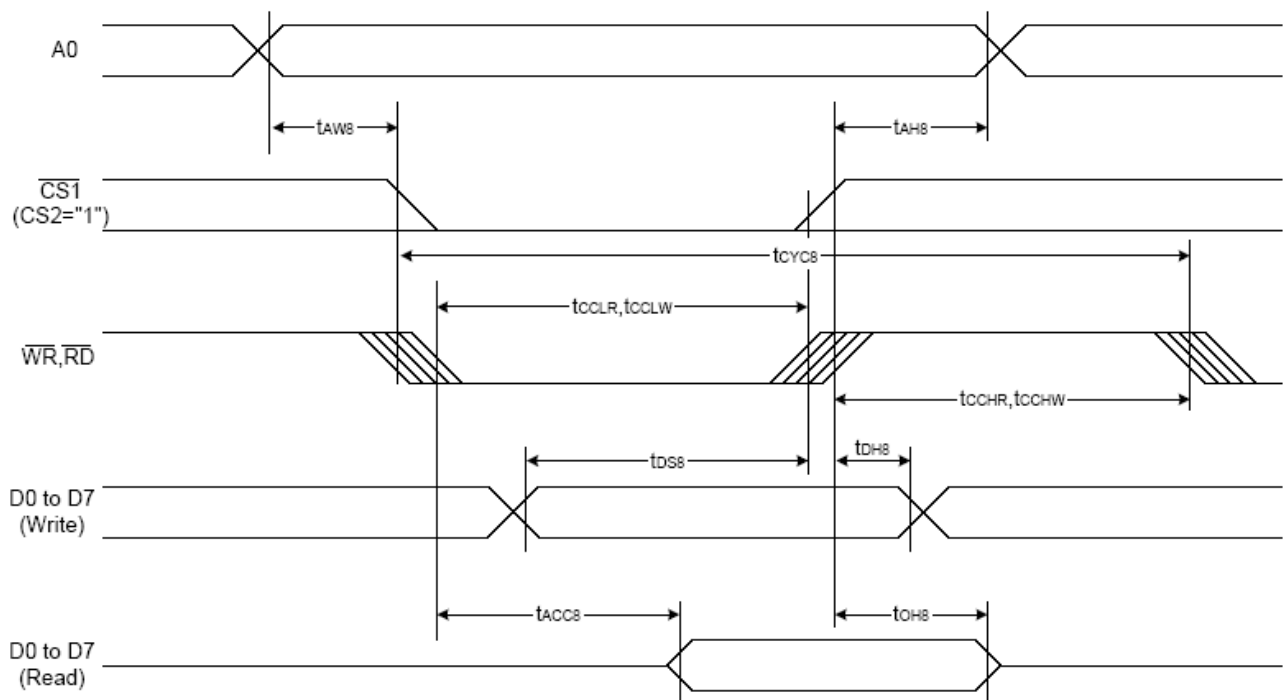 A0
tAW8
tAH8
CS1
(CS2="1")
tCYC8
tCCLR,tCCLW
WR,RD
tCCHR,tCCHW
tDS8
tDH8
D0 to D7
(Write)
tACC8
tOH8
D0 to D7
(Read)